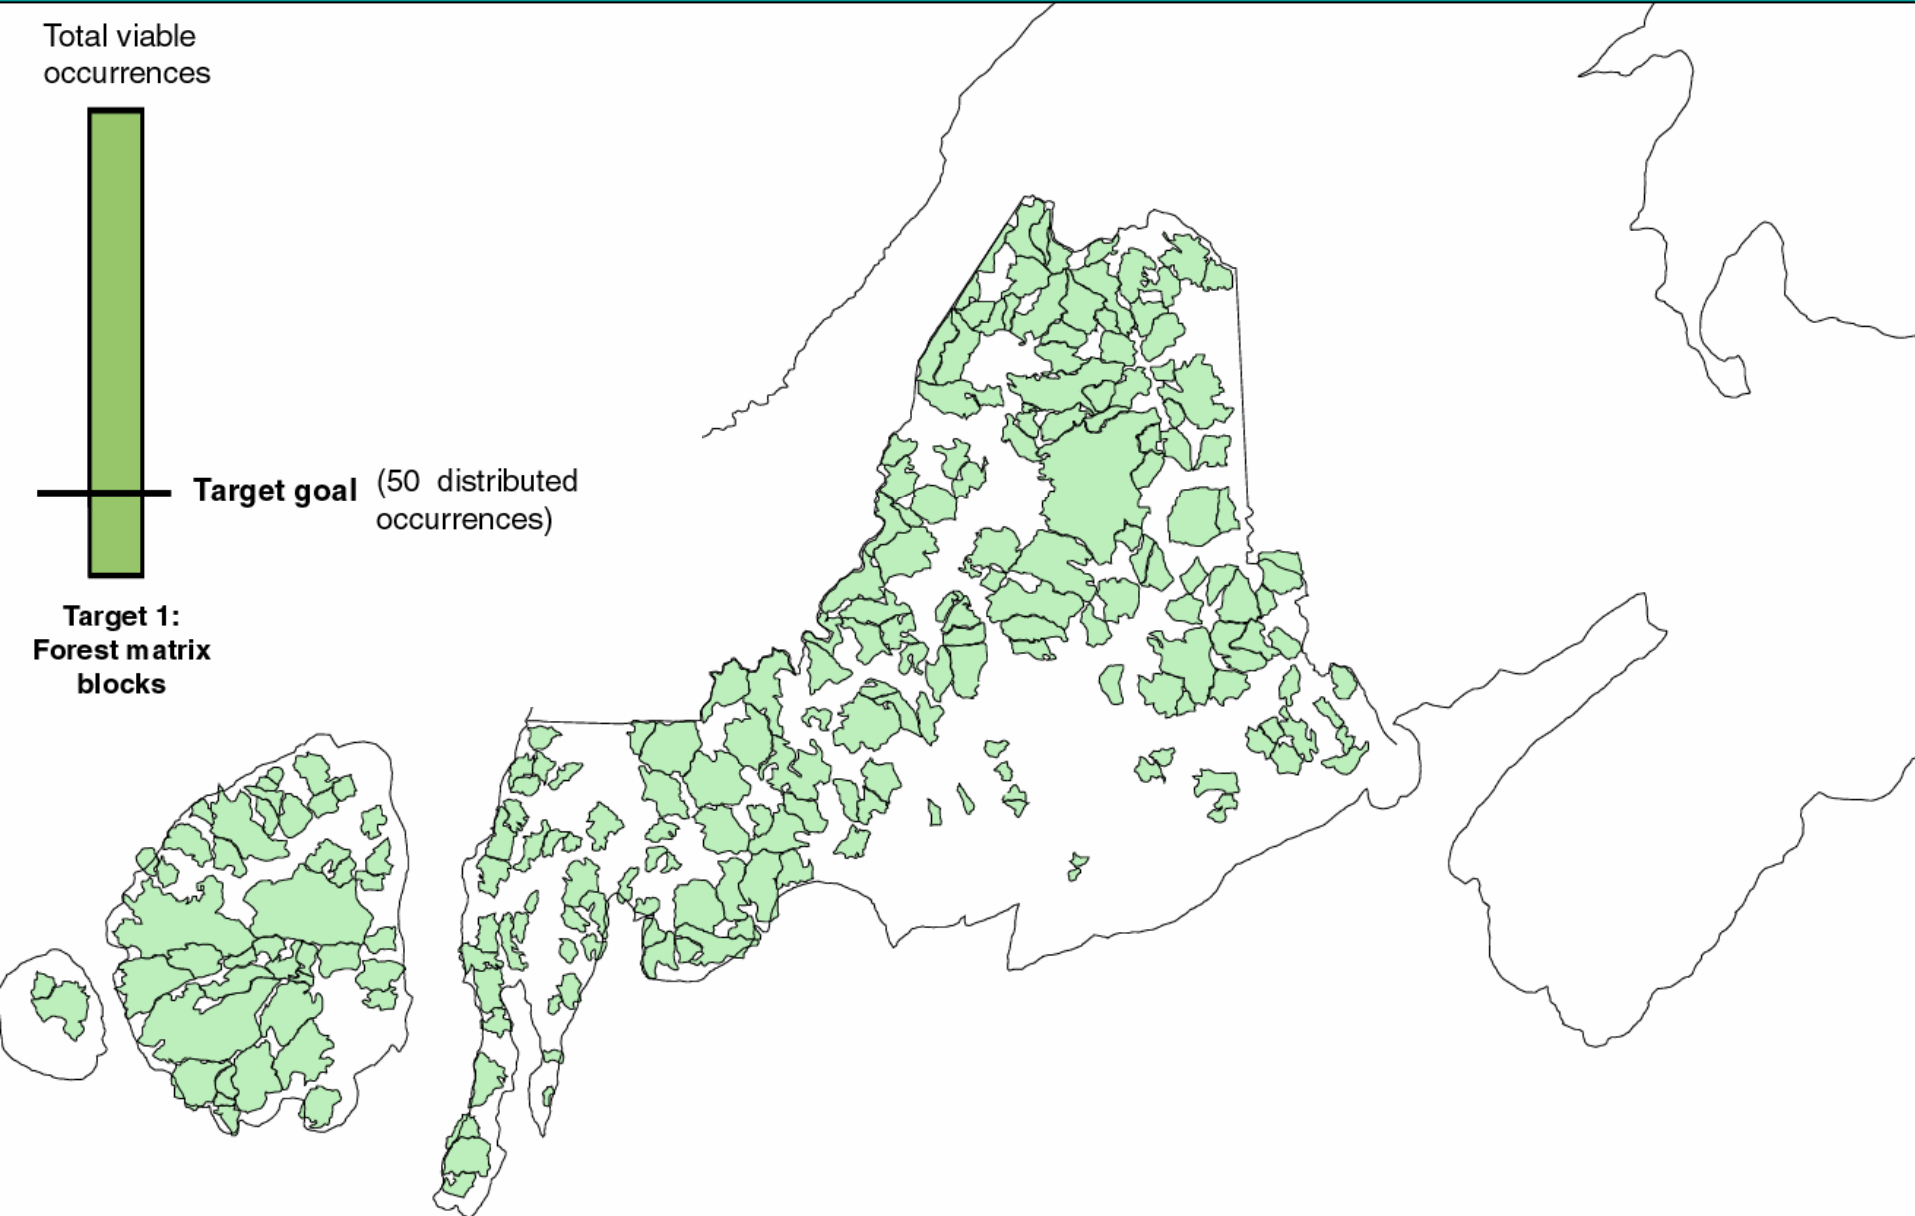 Total viable
occurrences
Target goal (50 distributed
occurrences)
Target 1:
Forest matrix
blocks